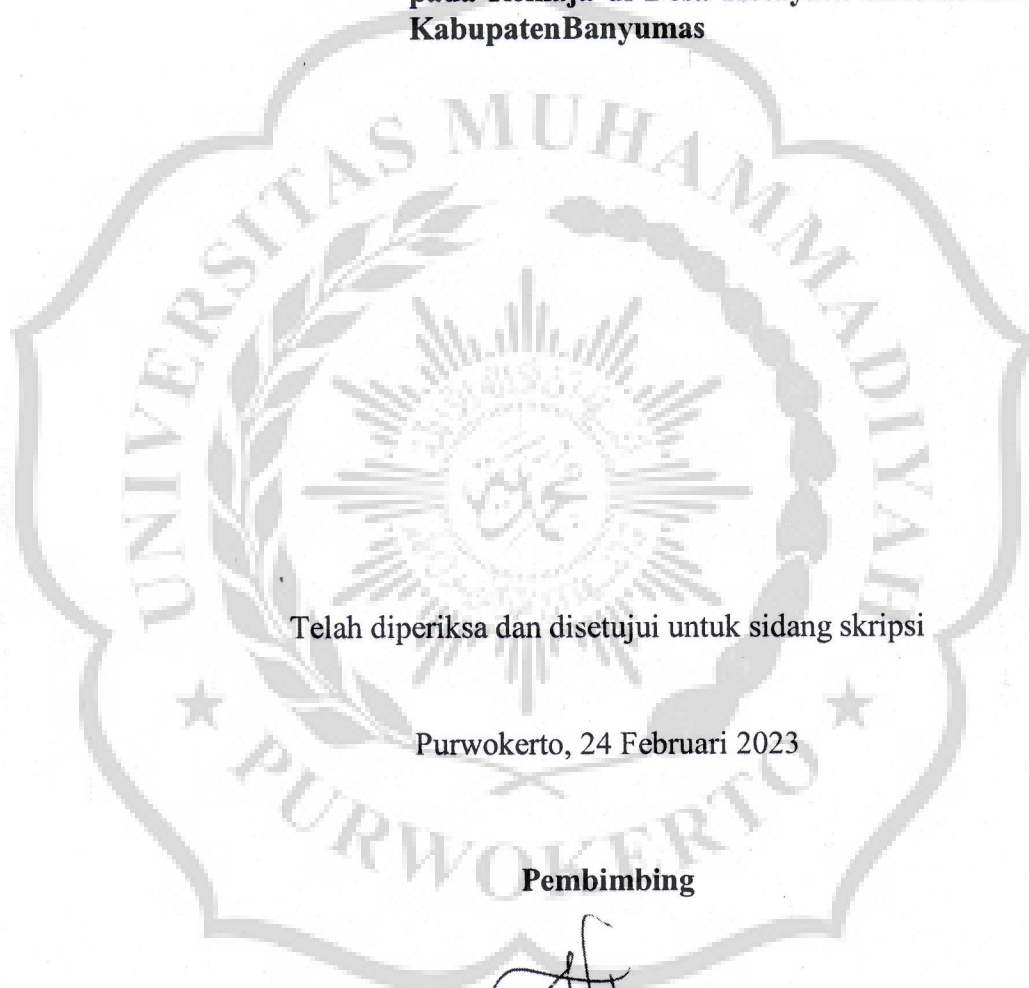 KabupatenBanyumas
UNIVERSITAS MUHAMMADIYAH
Telah diperiksa dan disetujui untuk sidang skripsi
Purwokerto, 24 Februari 2023
PURWOKERTO
Pembimbing